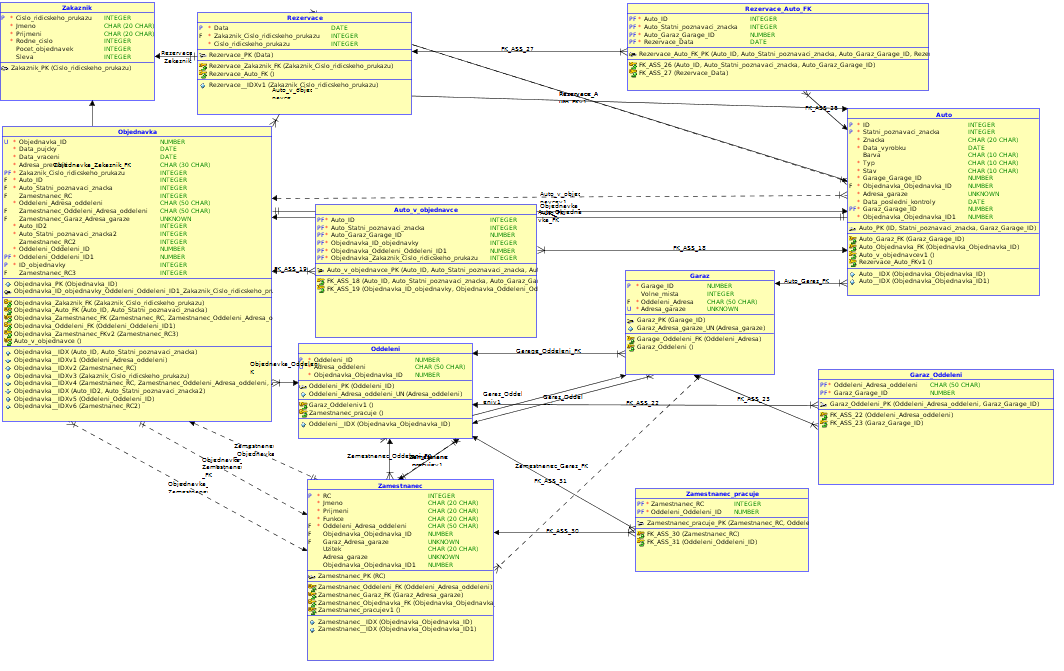 Zakaznik
P * Cislo_ridicskeho_prukazu INTEGER
* Jmeno CHAR (20 CHAR)
* Prijmeni CHAR (20 CHAR)
* Rodne_cislo INTEGER
Pocet_objednavek INTEGER
Sleva INTEGER
Zakaznik_PK (Cislo_ridicskeho_prukazu)
Rezervace
P * Data DATE
F * Zakaznik_Cislo_ridicskeho_prukazu INTEGER
* Cislo_ridicskeho_prukazu INTEGER
Rezervace_PK (Data)
Rezervace_Zakaznik_FK (Zakaznik_Cislo_ridicskeho_prukazu)
Rezervace_Auto_FK ()
Rezervace__IDXv1 (Zakaznik_Cislo_ridicskeho_prukazu)
Rezervace_Auto_FK
PF * Auto_ID INTEGER
PF * Auto_Statni_poznavaci_znacka INTEGER
PF * Auto_Garaz_Garage_ID NUMBER
PF * Rezervace_Data DATE
Rezervace_Auto_FK_PK (Auto_ID, Auto_Statni_poznavaci_znacka, Auto_Garaz_Garage_ID, Rezer
FK_ASS_26 (Auto_ID, Auto_Statni_poznavaci_znacka, Auto_Garaz_Garage_ID)
FK_ASS_27 (Rezervace_Data)
Rezervace_
Zakaznik
FK_ASS_27
Rezervace_A
FK_ASS_26
Auto
P * ID INTEGER
P * Statni_poznavaci_znacka INTEGER
* Znacka CHAR (20 CHAR)
* Data_vyrobku DATE
Barva CHAR (10 CHAR)
* Typ CHAR (10 CHAR)
* Stav CHAR (10 CHAR)
* Garage_Garage_ID NUMBER
F * Objednavka_Objednavka_ID NUMBER
* Adresa_garaze UNKNOWN
* Data_posledni_kontroly DATE
PF * Garaz_Garage_ID NUMBER
* Objednavka_Objednavka_ID1 NUMBER
Auto_PK (ID, Statni_poznavaci_znacka, Garaz_Garage_ID)
Auto_Garaz_FK (Garaz_Garage_ID)
Auto_Objednavka_FK (Objednavka_Objednavka_ID)
Auto_v_objednavcev1 ()
Rezervace_Auto_FKv1 ()
Auto__IDX (Objednavka_Objednavka_ID)
Auto__IDX (Objednavka_Objednavka_ID1)
Objednavka
U * Objednavka_ID NUMBER
* Data_pujcky DATE
* Data_vraceni DATE
CHAR (30 CHAR)
Objednavka_Zakaznik_FK
PF * Zakaznik_Cislo_ridicskeho_prukazu INTEGER
F * Auto_ID INTEGER
F * Auto_Statni_poznavaci_znacka INTEGER
F Zamestnanec_RC INTEGER
* Oddeleni_Adresa_oddeleni CHAR (50 CHAR)
F Zamestnanec_Oddeleni_Adresa_oddeleni CHAR (50 CHAR)
F Zamestnanec_Garaz_Adresa_garaze UNKNOWN
* Auto_ID2 INTEGER
* Auto_Statni_poznavaci_znacka2 INTEGER
Zamestnanec_RC2 INTEGER
* Oddeleni_Oddeleni_ID NUMBER
PF * Oddeleni_Oddeleni_ID1 NUMBER
P * ID_objednavky INTEGER
F Zamestnanec_RC3 INTEGER
Objednavka_PK (Objednavka_ID)
Objednavka_ID_objednavky_Oddeleni_Oddeleni_ID1_Zakaznik_Cislo_ridicskeho_pr
Objednavka_Zakaznik_FK (Zakaznik_Cislo_ridicskeho_prukazu)
Objednavka_Auto_FK (Auto_ID, Auto_Statni_poznavaci_znacka)
Objednavka_Zamestnanec_FK (Zamestnanec_RC, Zamestnanec_Oddeleni_Adresa_o
Objednavka_Oddeleni_FK (Oddeleni_Oddeleni_ID1)
Objednavka_Zamestnanec_FKv2 (Zamestnanec_RC3)
Auto_v_objednavce ()
Objednavka__IDX (Auto_ID, Auto_Statni_poznavaci_znacka)
Objednavka__IDXv1 (Oddeleni_Adresa_oddeleni)
Objednavka__IDXv2 (Zamestnanec_RC)
Objednavka__IDXv3 (Zakaznik_Cislo_ridicskeho_prukazu)
Objednavka__IDXv4 (Zamestnanec_RC, Zamestnanec_Oddeleni_Adresa_oddeleni,
Objednavka__IDX (Auto_ID2, Auto_Statni_poznavaci_znacka2)
Objednavka__IDXv5 (Oddeleni_Oddeleni_ID)
Objednavka__IDXv6 (Zamestnanec_RC2)
Auto_v_objednavce
PF * Auto_ID INTEGER
PF * Auto_Statni_poznavaci_znacka INTEGER
PF * Auto_Garaz_Garage_ID NUMBER
PF * Objednavka_ID_objednavky INTEGER
PF * Objednavka_Oddeleni_Oddeleni_ID1 NUMBER
PF * Objednavka_Zakaznik_Cislo_ridicskeho_prukazu INTEGER
Auto_v_objednavce_PK (Auto_ID, Auto_Statni_poznavaci_znacka, Au
FK_ASS_18 (Auto_ID, Auto_Statni_poznavaci_znacka, Auto_Garaz_Ga
FK_ASS_19 (Objednavka_ID_objednavky, Objednavka_Oddeleni_Od
FK_ASS_18
FK_ASS_19
Auto_Garaz_FK
Garaz
P * Garage_ID NUMBER
Volne_mista INTEGER
F * Oddeleni_Adresa CHAR (50 CHAR)
U * Adresa_garaze UNKNOWN
Garaz_PK (Garage_ID)
Garaz_Adresa_garaze_UN (Adresa_garaze)
Garage_Oddeleni_FK (Oddeleni_Adresa)
Garaz_Oddeleni ()
Oddeleni
P * Oddeleni_ID NUMBER
U * Adresa_oddeleni CHAR (50 CHAR)
* Objednavka_Objednavka_ID NUMBER
Oddeleni_PK (Oddeleni_ID)
Oddeleni_Adresa_oddeleni_UN (Adresa_oddeleni)
Garaz_Oddeleniv1 ()
Zamestnanec_pracuje ()
Oddeleni__IDX (Objednavka_Objednavka_ID)
Garage_Oddeleni_FK
FK_ASS_22
FK_ASS_23
Garaz_Oddeleni
PF * Oddeleni_Adresa_oddeleni CHAR (50 CHAR)
PF * Garaz_Garage_ID NUMBER
Garaz_Oddeleni_PK (Oddeleni_Adresa_oddeleni, Garaz_Garage_ID)
FK_ASS_22 (Oddeleni_Adresa_oddeleni)
FK_ASS_23 (Garaz_Garage_ID)
Zamestnanec_Garaz_FK
FK_ASS_31
FK_ASS_30
Zamestnanec
P * RC INTEGER
* Jmeno CHAR (20 CHAR)
* Prijmeni CHAR (20 CHAR)
* Funkce CHAR (20 CHAR)
F * Oddeleni_Adresa_oddeleni CHAR (50 CHAR)
F Objednavka_Objednavka_ID NUMBER
F Garaz_Adresa_garaze UNKNOWN
CHAR (20 CHAR)
Adresa_garaze UNKNOWN
Objednavka_Objednavka_ID1 NUMBER
Zamestnanec_PK (RC)
Zamestnanec_Oddeleni_FK (Oddeleni_Adresa_oddeleni)
Zamestnanec_Garaz_FK (Garaz_Adresa_garaze)
Zamestnanec_Objednavka_FK (Objednavka_Objednavka
Zamestnanec_pracujev1 ()
Zamestnanec__IDX (Objednavka_Objednavka_ID)
Zamestnanec__IDX (Objednavka_Objednavka_ID1)
Zamestnanec_pracuje
PF * Zamestnanec_RC INTEGER
PF * Oddeleni_Oddeleni_ID NUMBER
Zamestnanec_pracuje_PK (Zamestnanec_RC, Oddele
FK_ASS_30 (Zamestnanec_RC)
FK_ASS_31 (Oddeleni_Oddeleni_ID)